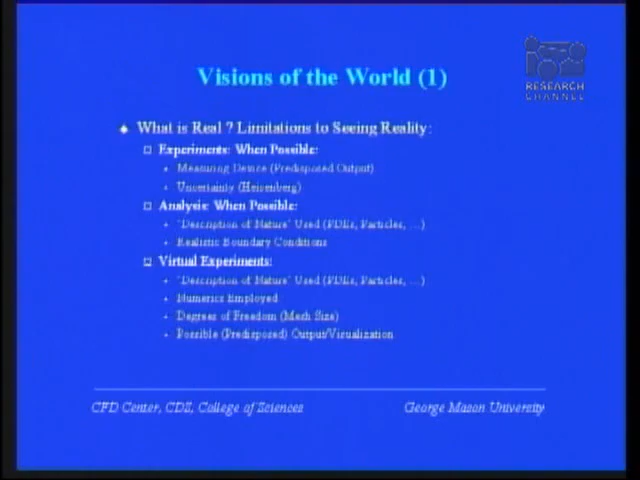 Visions of the World (1)
RESEARCH
CHANNEL
What is Real ? Limitations to Seeing Reality:
Experiments: When Possible:
Measuring Device (Predisposed Output)
Uncertainty (Heisenberg)
Analysis: When Possible:
"Description of Nature" Used (PDEs, Particles, ...)
Realistic Boundary Conditions
Virtual Experiments:
"Description of Nature" Used (PDEs, Particles, ...)
Numerics Employed
Degrees of Freedom (Mesh Size)
Possible (Predisposed) Output/Visualization
CFD Center, CDS, College of Sciences
George Mason University